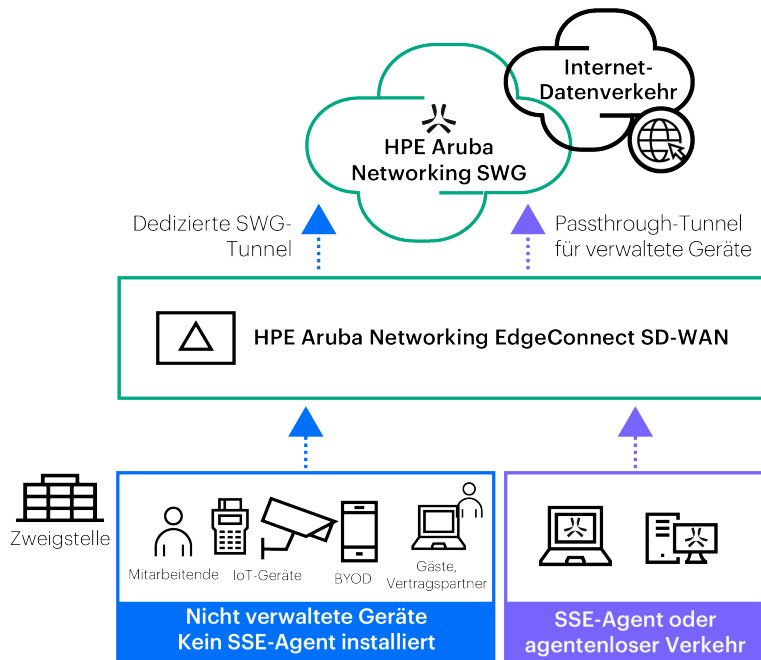 Internet-
Datenverkehr
HPE Aruba
Networking SWG
Dedizierte SWG-
Tunnel
Passthrough-Tunnel
für verwaltete Geräte
HPE Aruba Networking EdgeConnect SD-WAN
Zweigstelle
Mitarbeitende
IoT-Geräte
BYOD
Gäste,
Vertragspartner
Nicht verwaltete Geräte
Kein SSE-Agent installiert
SSE-Agent oder
agentenloser Verkehr